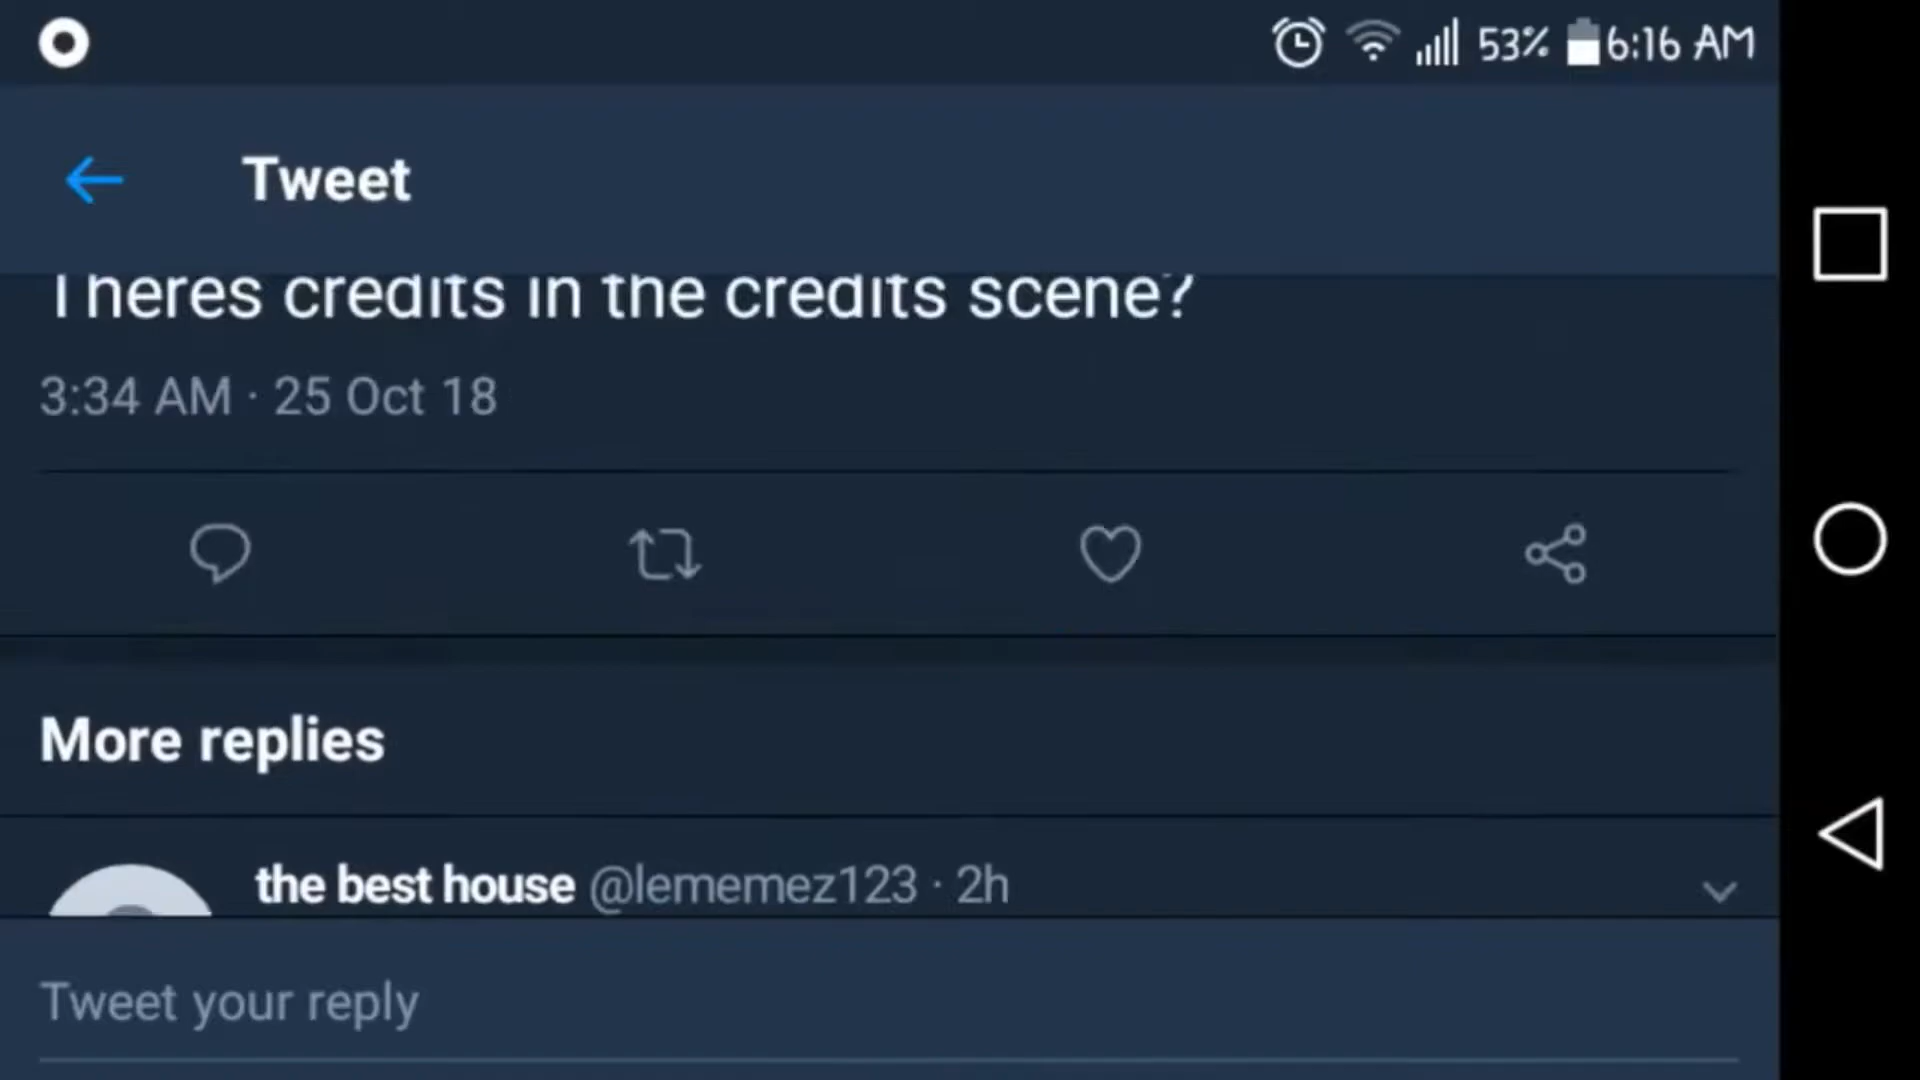 53% 6:16 AM
Tweet
Theres credits in the credits scene?
3:34 AM · 25 Oct 18
More replies
the best house @lememez123 · 2h
Tweet your reply